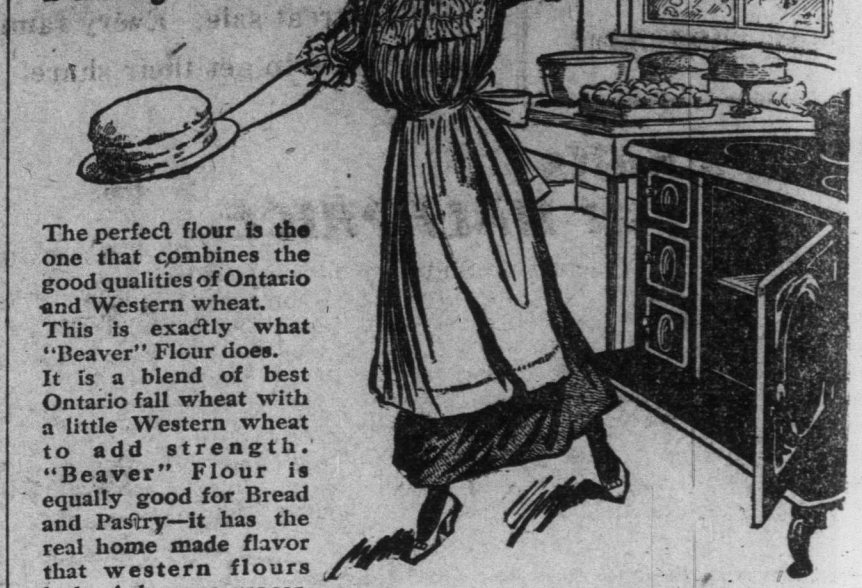 The perfect flour is the
one that combines the
good qualities of Ontario
and Western wheat.
This is exactly what
“Beaver” Flour does.
It is a blend of best
Ontario fall wheat with
a little Western wheat
to add strength.
“Beaver” Flour is
equally good for Bread
and Pastry—it has the
real home made flavor
that western flours